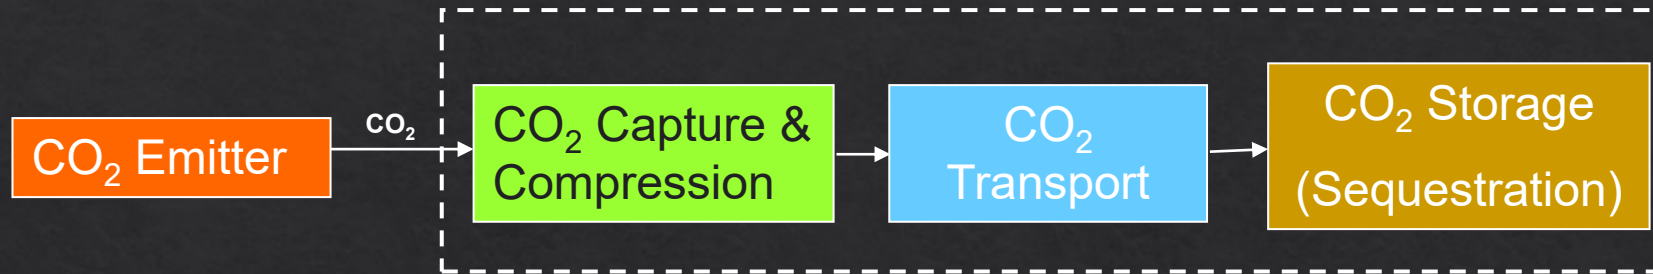 CO₂ Emitter
CO₂
CO₂ Capture &
Compression
CO₂
Transport
CO₂ Storage
(Sequestration)